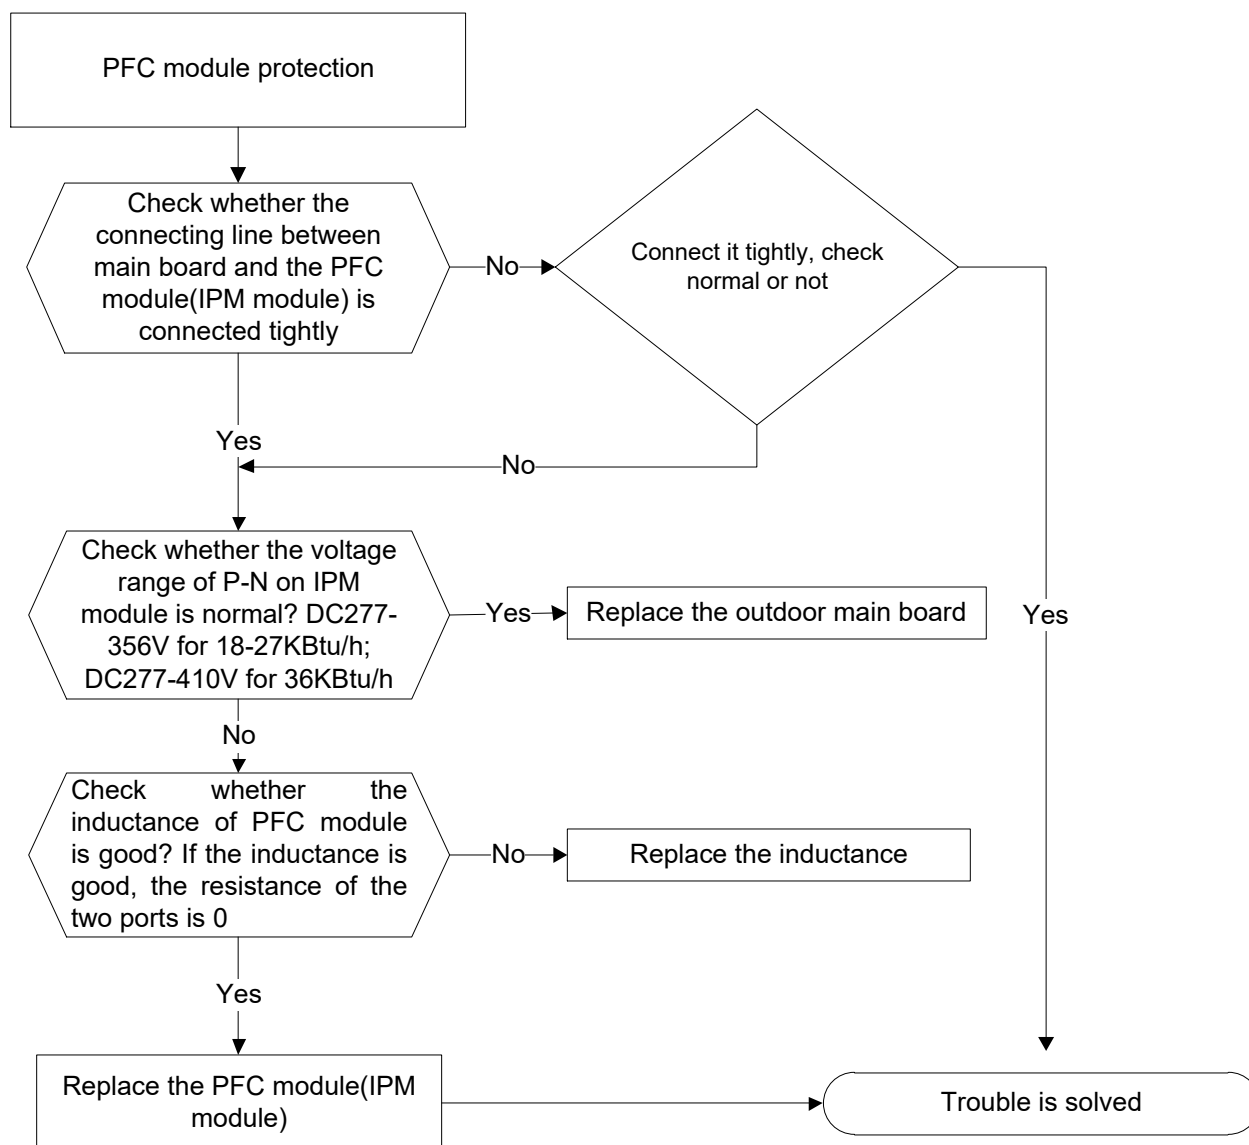 PFC module protection
Check whether the
connecting line between
main board and the PFC
module(IPM module) is
connected tightly
No
Connect it tightly, check
normal or not
Yes
No
Check whether the voltage
range of P-N on IPM
module is normal? DC277-
356V for 18-27KBtu/h;
DC277-410V for 36KBtu/h
Yes
Replace the outdoor main board
Yes
No
Check whether the
inductance of PFC module
is good? If the inductance is
good, the resistance of the
two ports is 0
No
Replace the inductance
Yes
Replace the PFC module(IPM
module)
Trouble is solved